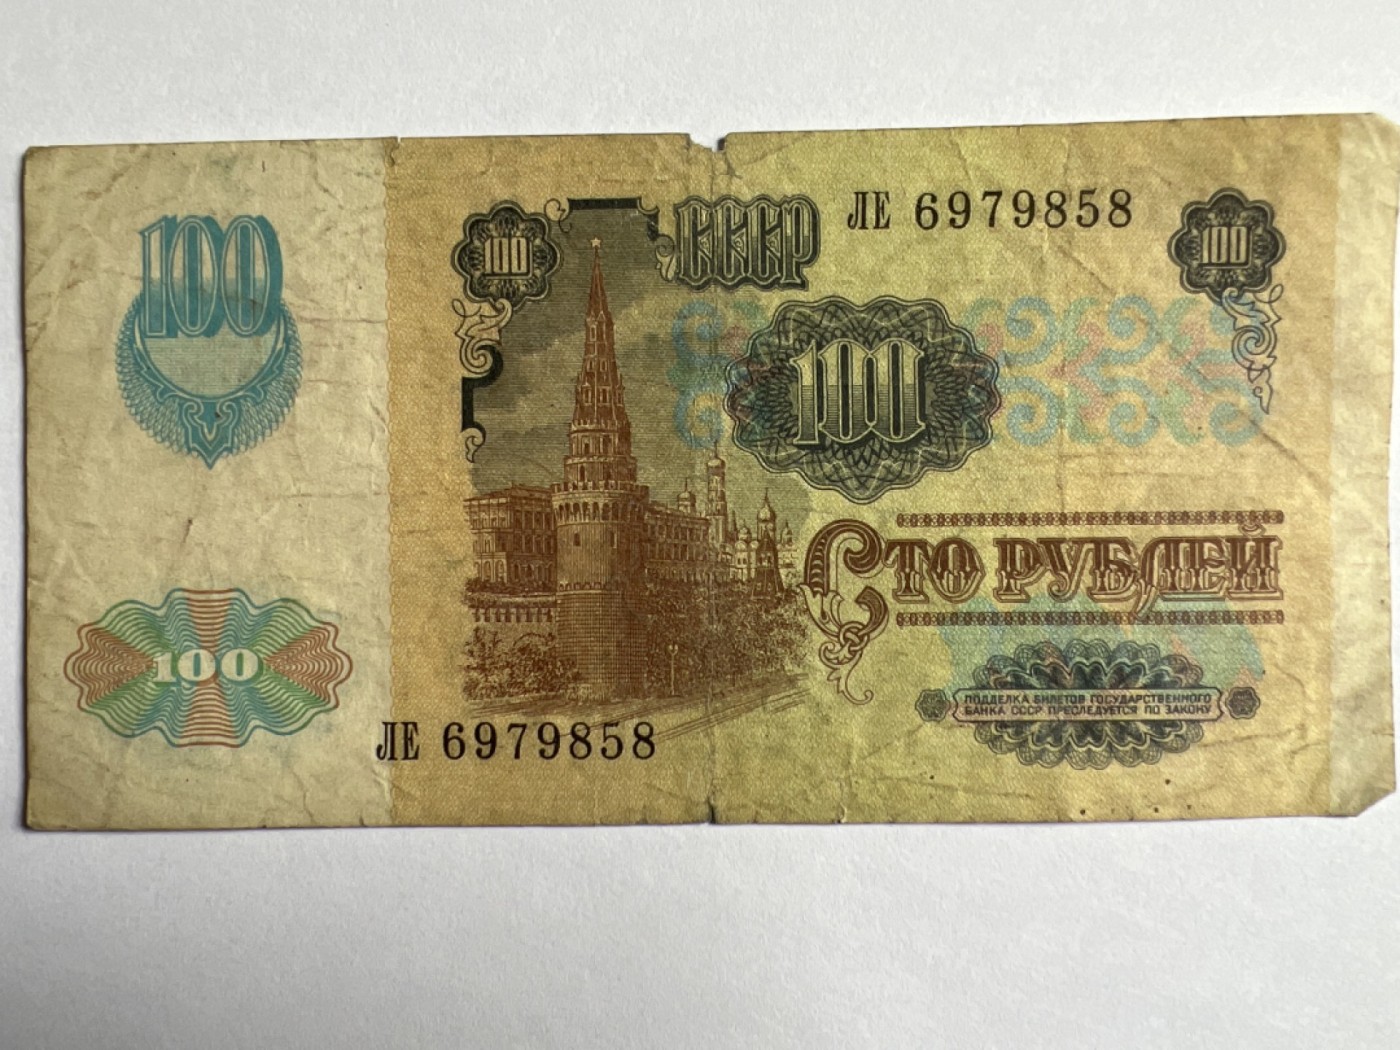 100
100
СССР
ЛЕ 6979858
100
100
СТО РУБЛЕЙ
100
ПОДДЕЛКА БИЛЕТОВ ГОСУДАРСТВЕННОГО
БАНКА СССР ПРЕСЛЕДУЕТСЯ ПО ЗАКОНУ
ЛЕ 6979858